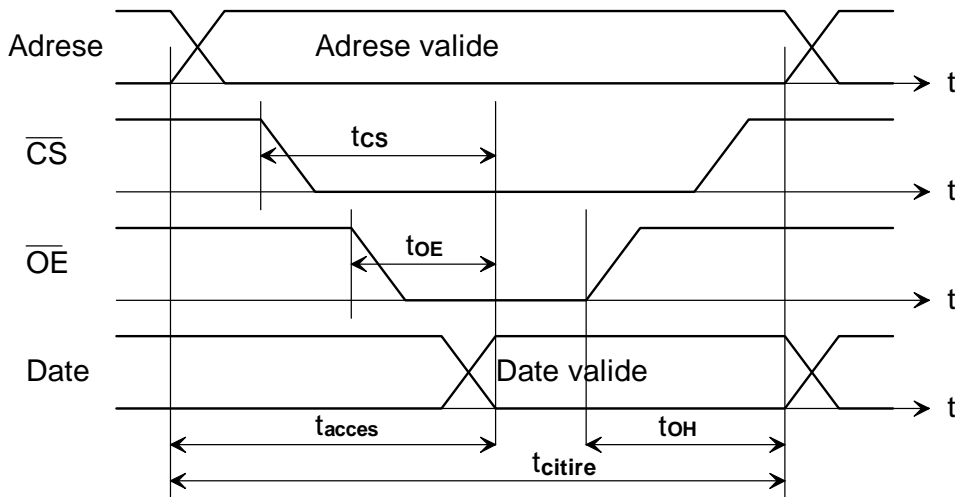 Adrese Adrese valide
t
CS tCS
t
OE tOE
t
Date Date valide
t
tacces tOH
tcitire